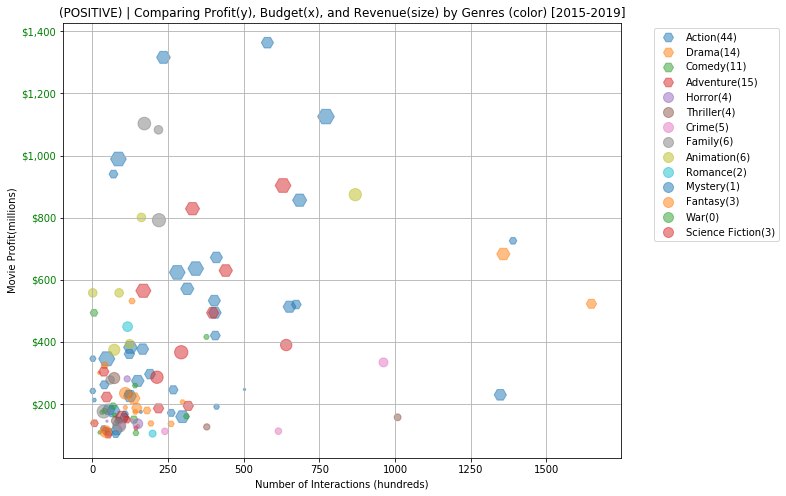 (POSITIVE) | Comparing Profit(y), Budget(x), and Revenue(size) by Genres (color) [2015-2019]
$1,400
$1,200
$1,000
$800
$600
$400
$200
Movie Profit(millions)
0 250 500 750 1000 1250 1500
Number of Interactions (hundreds)
Action(44)
Drama(14)
Comedy(11)
Adventure(15)
Horror(4)
Thriller(4)
Crime(5)
Family(6)
Animation(6)
Romance(2)
Mystery(1)
Fantasy(3)
War(0)
Science Fiction(3)